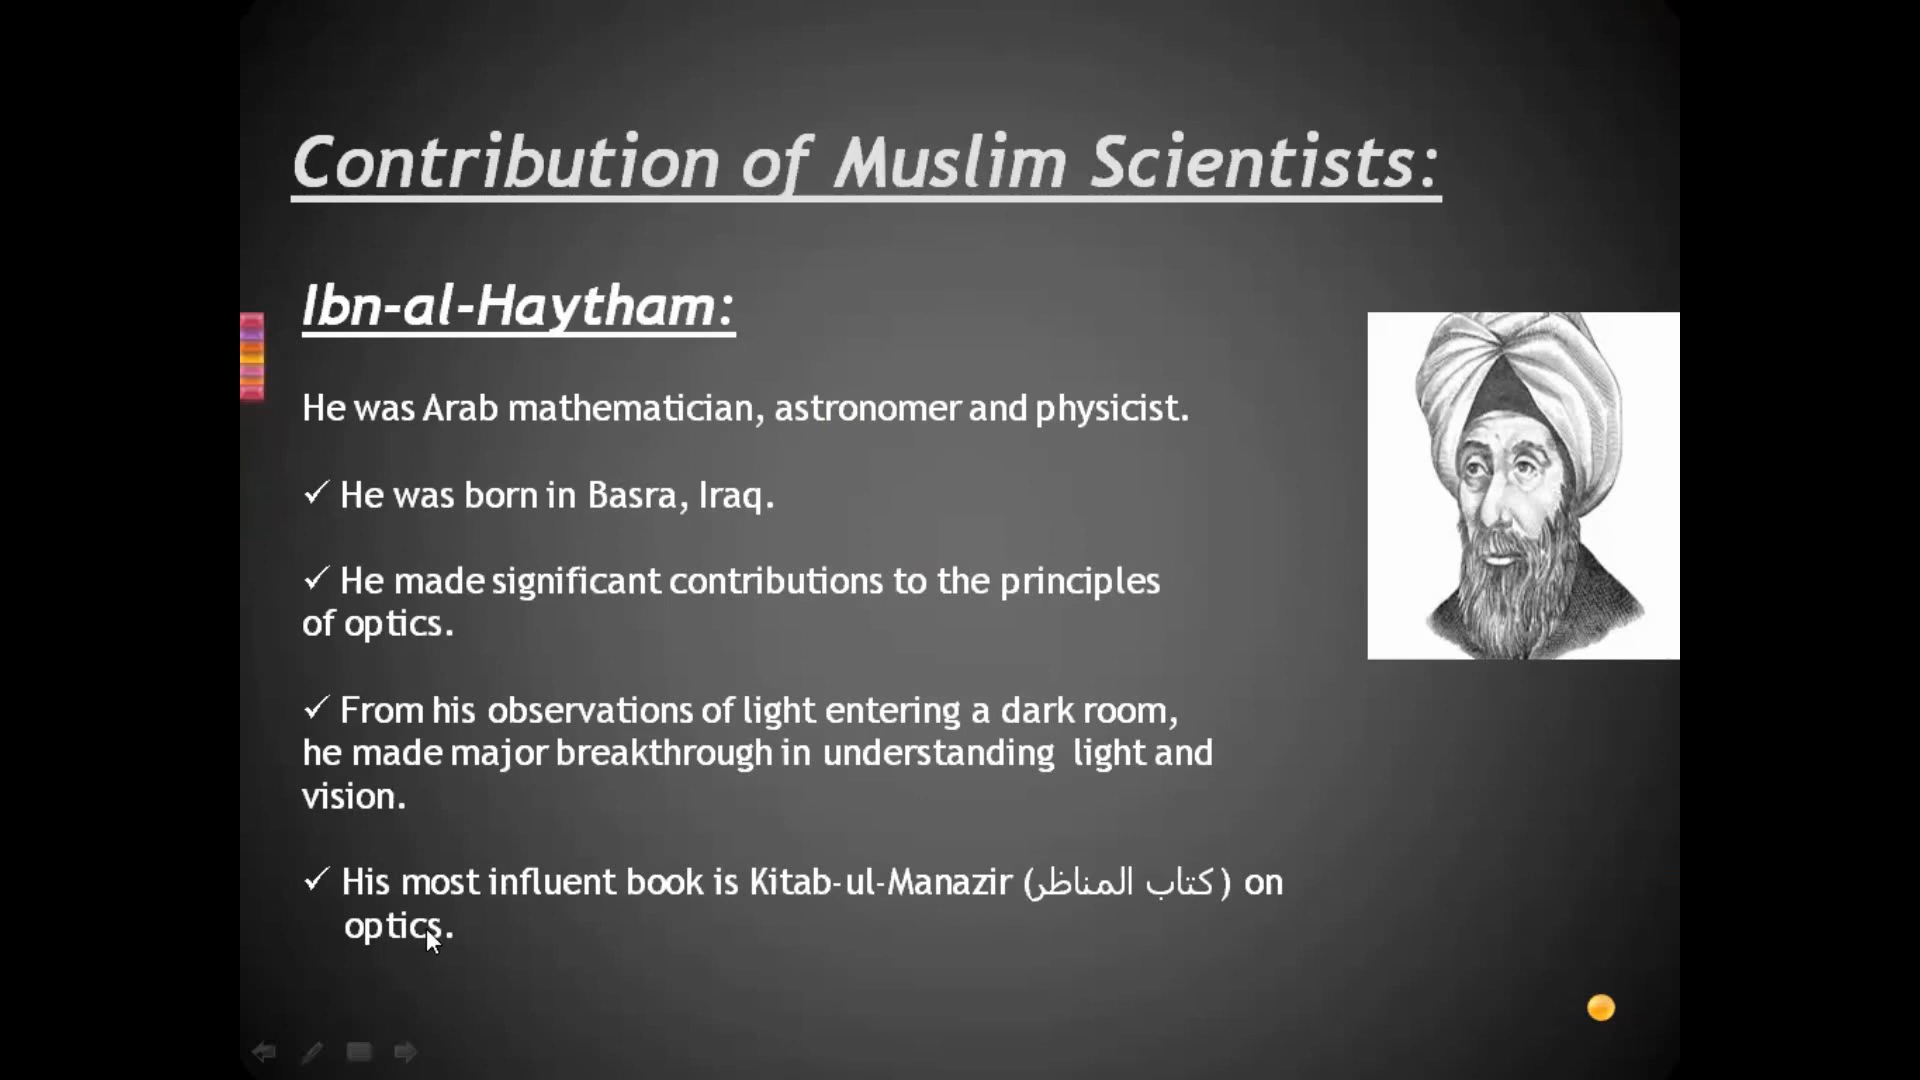 Contribution of Muslim Scientists:
Ibn-al-Haytham:
He was Arab mathematician, astronomer and physicist.
✓ He was born in Basra, Iraq.
✓ He made significant contributions to the principles
of optics.
✓ From his observations of light entering a dark room,
he made major breakthrough in understanding light and
vision.
✓ His most influent book is Kitab-ul-Manazir (كتاب المناظر) on
optics.